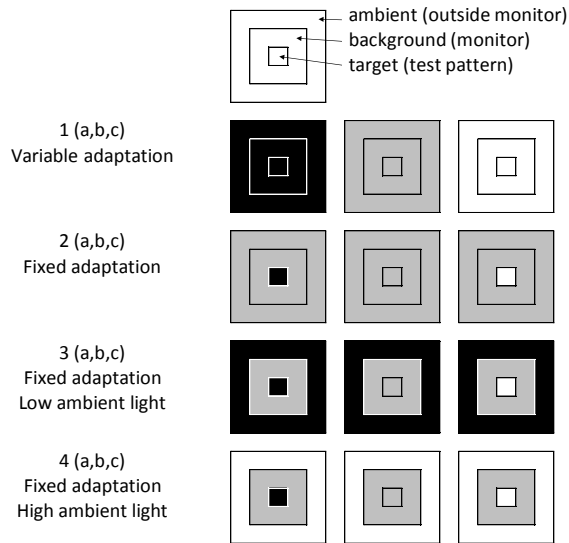 ambient (outside monitor)
background (monitor)
target (test pattern)
1 (a,b,c)
Variable adaptation
2 (a,b,c)
Fixed adaptation
3 (a,b,c)
Fixed adaptation
Low ambient light
4 (a,b,c)
Fixed adaptation
High ambient light